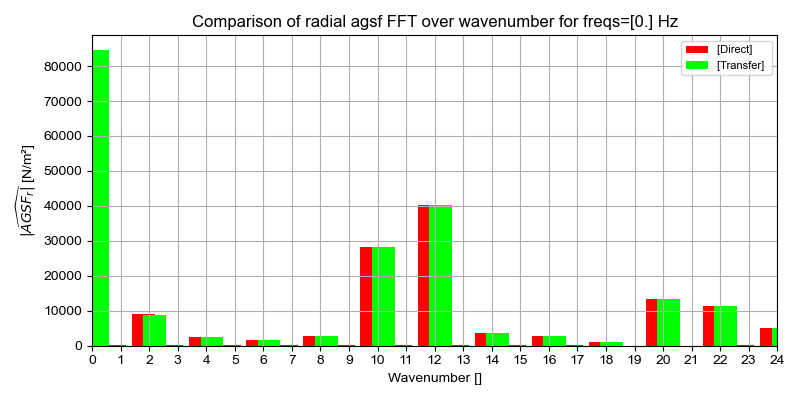 Comparison of radial agsf FFT over wavenumber for freqs=[0.] Hz
[Direct]
[Transfer]
80000
70000
60000
50000
40000
30000
20000
10000
0
|AGSF_r| [N/m²]
0 1 2 3 4 5 6 7 8 9 10 11 12 13 14 15 16 17 18 19 20 21 22 23 24
Wavenumber []